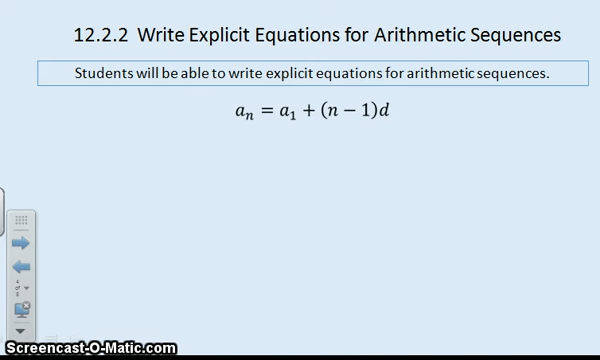 12.2.2 Write Explicit Equations for Arithmetic Sequences
Students will be able to write explicit equations for arithmetic sequences.
aₙ = a₁ + (n − 1)d
Screencast-O-Matic.com